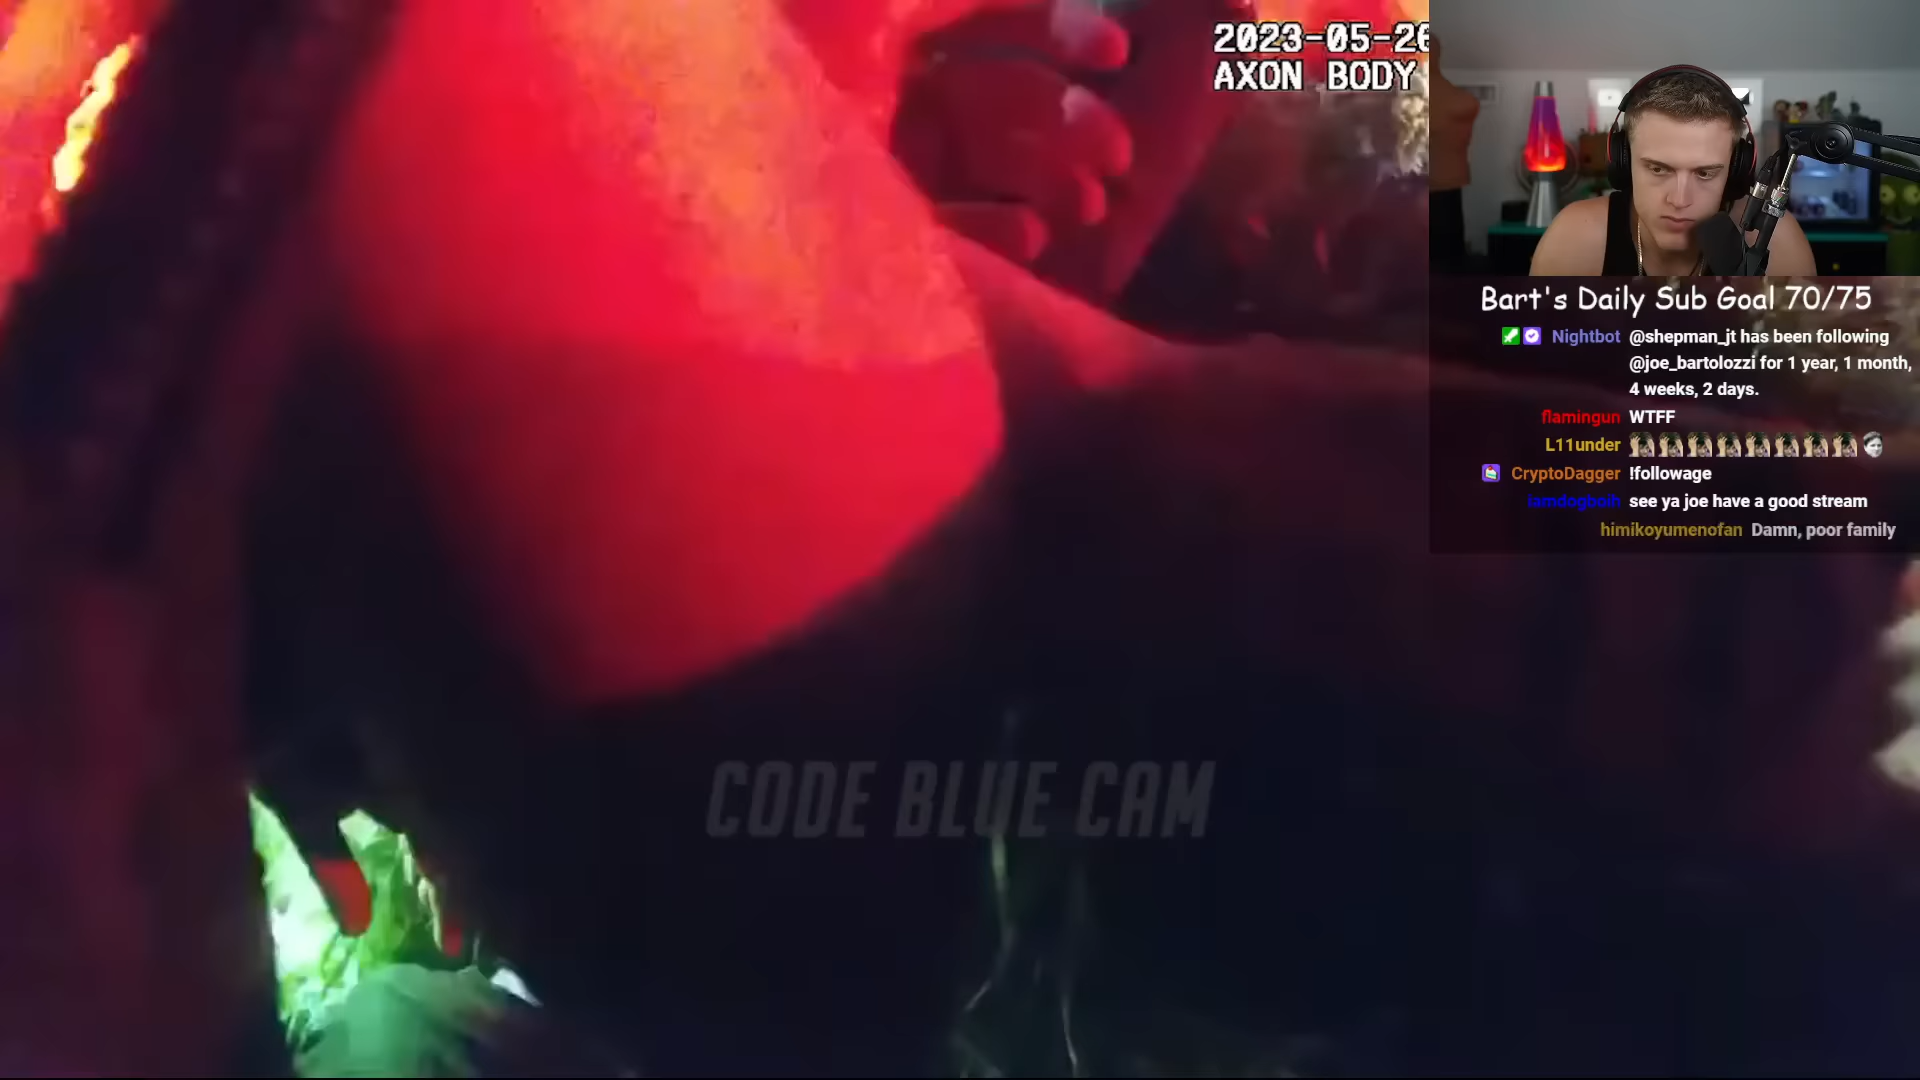 2023-05-26
AXON BODY
Bart's Daily Sub Goal 70/75
Nightbot @shepman_jt has been following
@joe_bartolozzi for 1 year, 1 month,
4 weeks, 2 days.
flamingun WTFF
L11under
CryptoDagger !followage
iamdogboih see ya joe have a good stream
himikoyumenofan Damn, poor family
CODE BLUE CAM